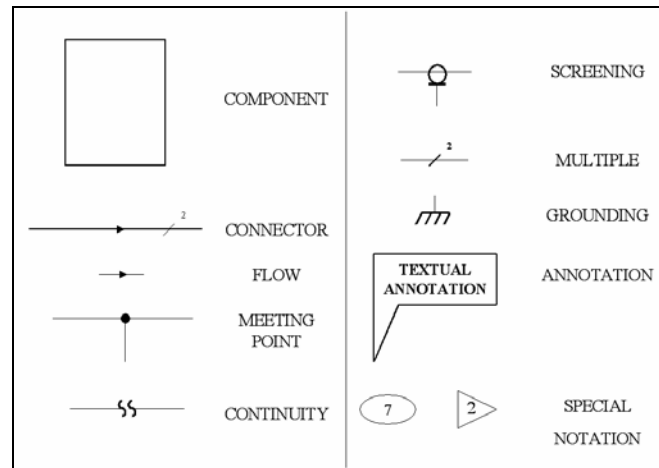 COMPONENT
2
CONNECTOR
FLOW
MEETING
POINT
CONTINUITY
SCREENING
2
MULTIPLE
GROUNDING
TEXTUAL
ANNOTATION
ANNOTATION
7
2
SPECIAL
NOTATION